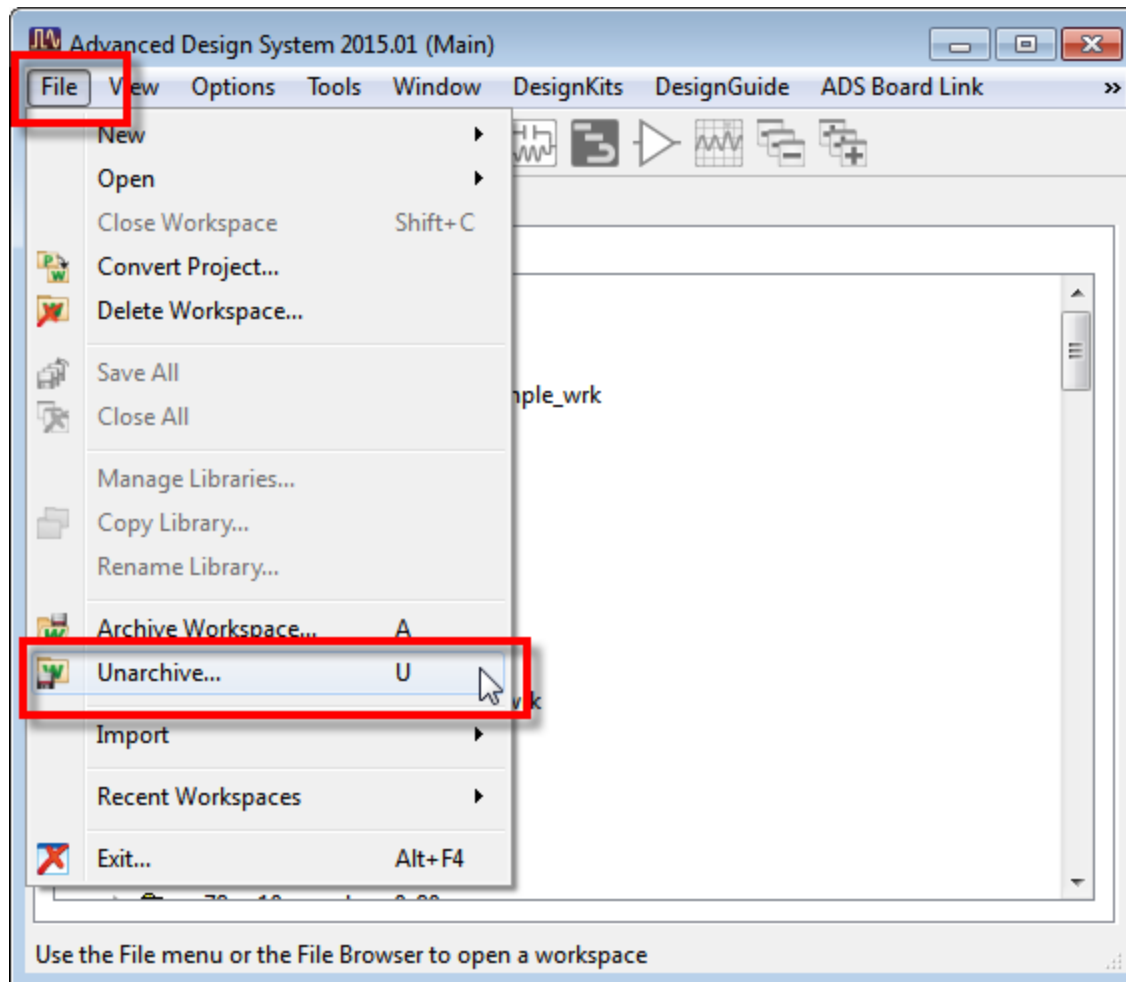 Advanced Design System 2015.01 (Main)
File View Options Tools Window DesignKits DesignGuide ADS Board Link »
New
Open
Close Workspace Shift+C
Convert Project...
Delete Workspace...
Save All
Close All
nple_wrk
Manage Libraries...
Copy Library...
Rename Library...
Archive Workspace... A
Unarchive... U
Import
Recent Workspaces
Exit... Alt+F4
Use the File menu or the File Browser to open a workspace